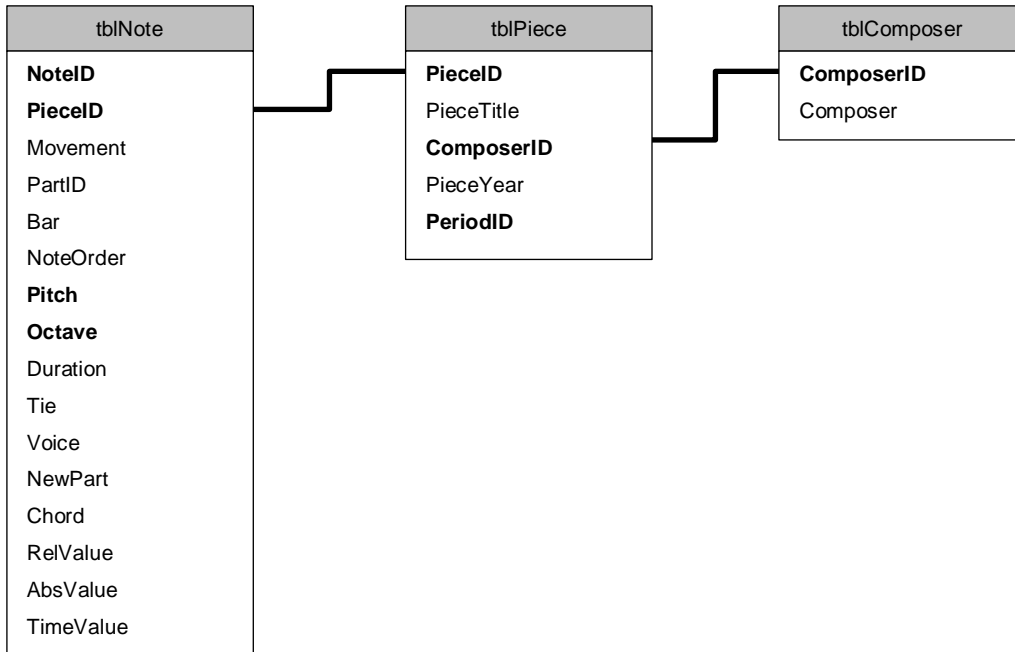 tblNote
NoteID
PieceID
Movement
PartID
Bar
NoteOrder
Pitch
Octave
Duration
Tie
Voice
NewPart
Chord
RelValue
AbsValue
TimeValue
tblPiece
PieceID
PieceTitle
ComposerID
PieceYear
PeriodID
tblComposer
ComposerID
Composer